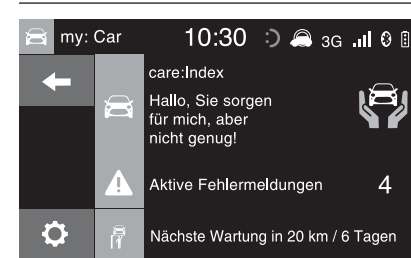 my: Car 10:30 3G
care:Index
Hallo, Sie sorgen
für mich, aber
nicht genug!
Aktive Fehlermeldungen 4
Nächste Wartung in 20 km / 6 Tagen